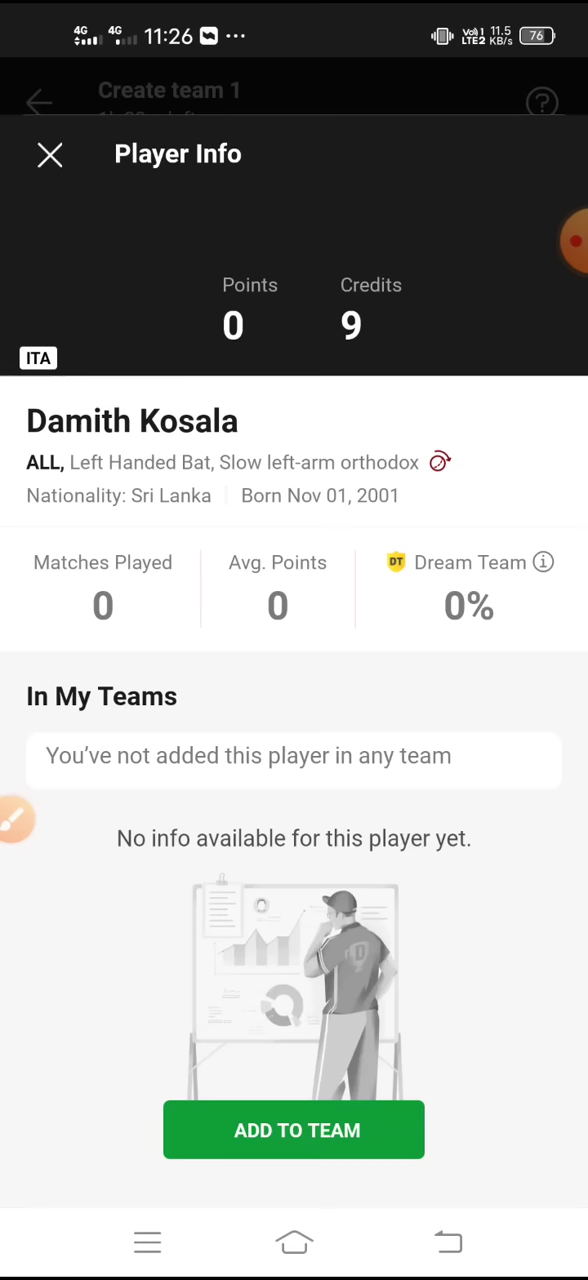 4G 4G 11:26 ... Vol) 1 LTE2 11.5 KB/s 76
Create team 1
Player Info
Points Credits
0 9
ITA
Damith Kosala
ALL, Left Handed Bat, Slow left-arm orthodox
Nationality: Sri Lanka Born Nov 01, 2001
Matches Played Avg. Points DT Dream Team
0 0 0%
In My Teams
You’ve not added this player in any team
No info available for this player yet.
D
ADD TO TEAM